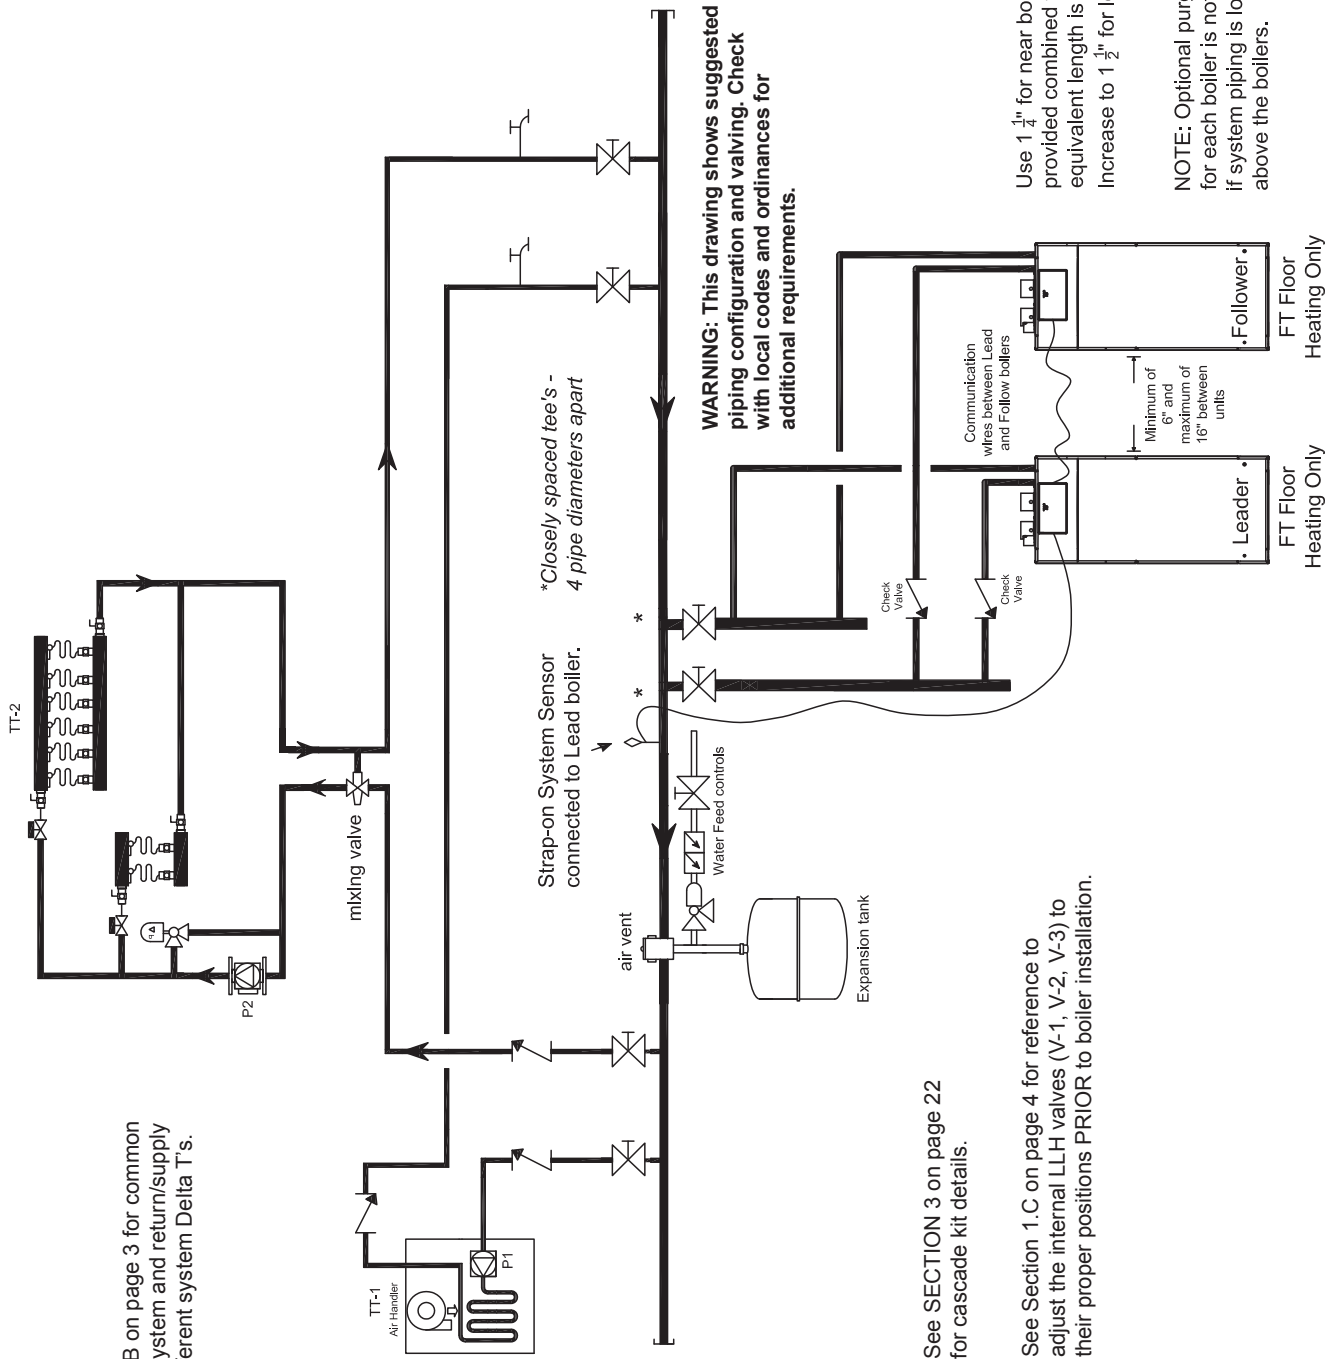 TT-2
P2
mIxIng valve
B on page 3 for common
ystem and return/supply
ferent system Delta T's.
TT-1
Air Handler
P1
*Closely spaced tee's -
4 pipe diameters apart
Strap-on System Sensor
connected to Lead boiler.
*
*
air vent
Water Feed controls
Expansion tank
WARNING: This drawing shows suggested
piping configuration and valving. Check
with local codes and ordinances for
additional requirements.
Check
Valve
Check
Valve
Communication
wIres between Lead
and Follow boIlers
Minimum of
6" and
maximum of
16" between
units
Leader
FT Floor
Heating Only
Follower
FT Floor
Heating Only
See SECTION 3 on page 22
for cascade kit details.
See Section 1.C on page 4 for reference to
adjust the internal LLH valves (V-1, V-2, V-3) to
their proper positions PRIOR to boiler installation.
Use 1 1/4" for near bo
provided combined
equivalent length is
Increase to 1 1/2" for l
NOTE: Optional purg
for each boiler is not
if system piping is lo
above the boilers.